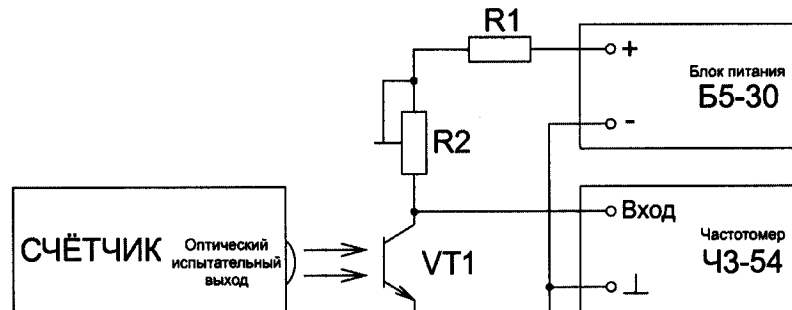 R1
+
Блок питания
Б5-30
-
R2
Вход
СЧЁТЧИК
Оптический
испытательный
выход
VT1
Частотомер
Ч3-54
⊥